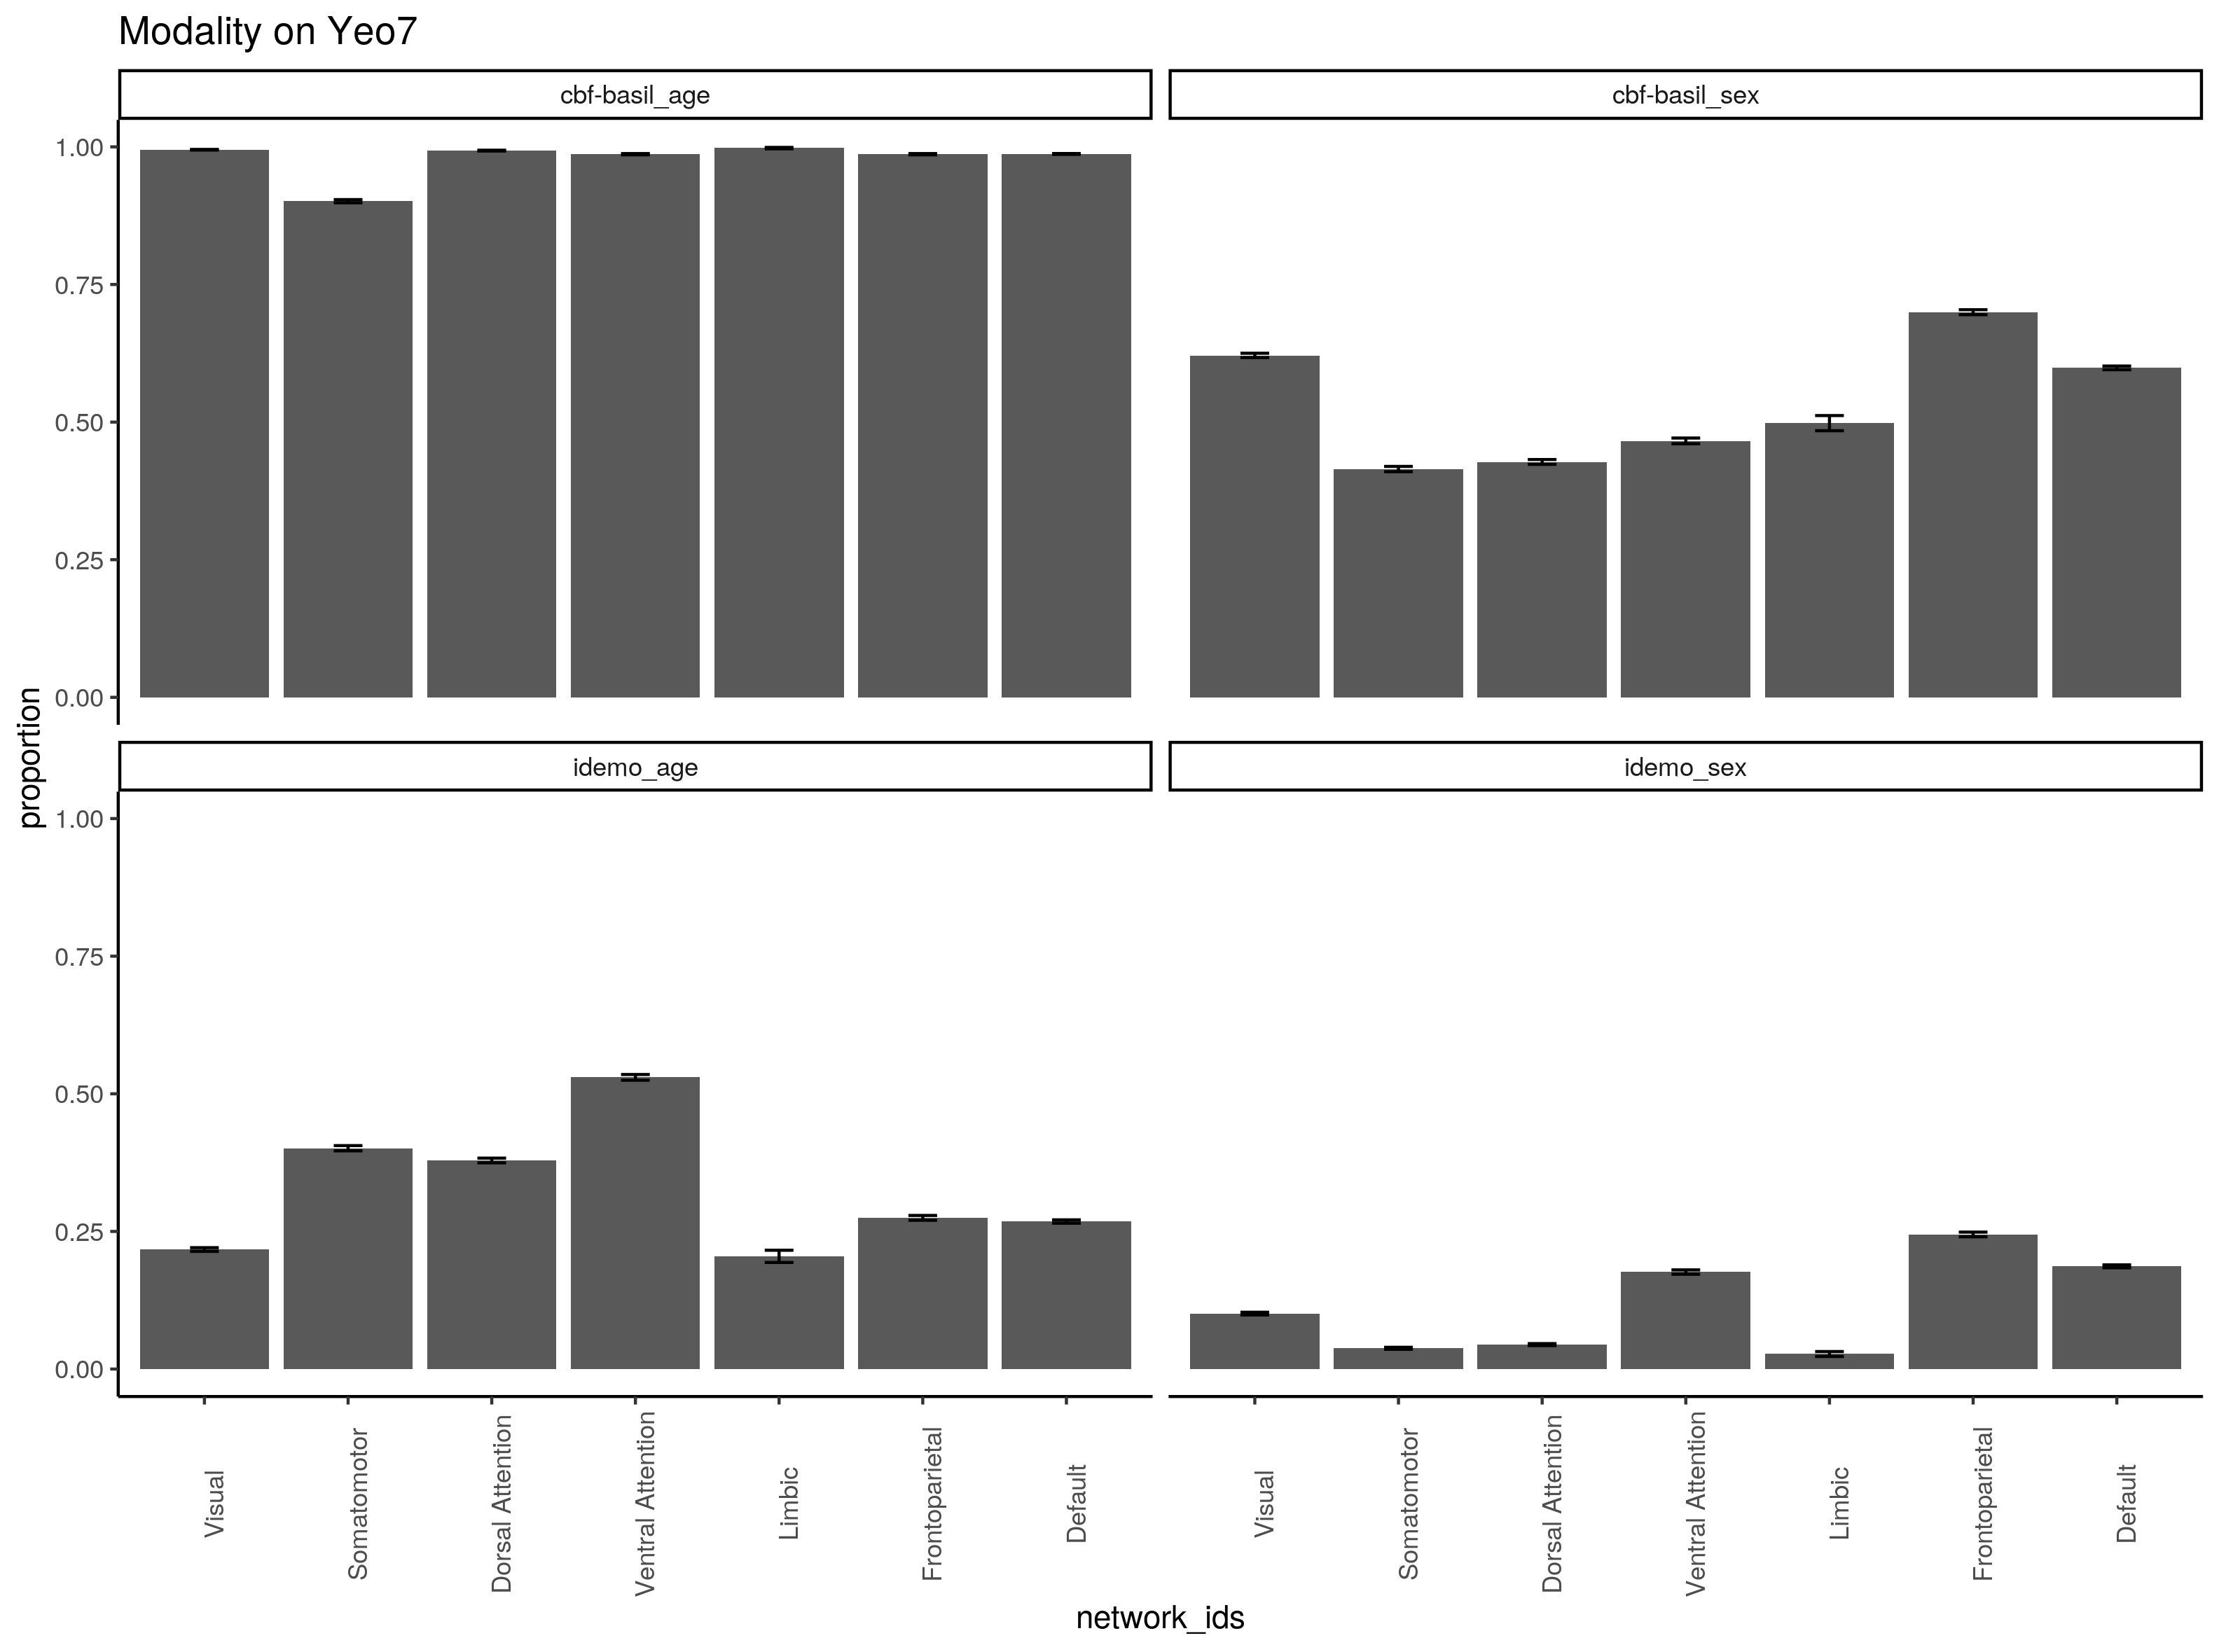 Modality on Yeo7
cbf-basil_age
cbf-basil_sex
1.00
0.75
0.50
0.25
0.00
proportion
idemo_age
idemo_sex
1.00
0.75
0.50
0.25
0.00
Visual
Somatomotor
Dorsal Attention
Ventral Attention
Limbic
Frontoparietal
Default
Visual
Somatomotor
Dorsal Attention
Ventral Attention
Limbic
Frontoparietal
Default
network_ids